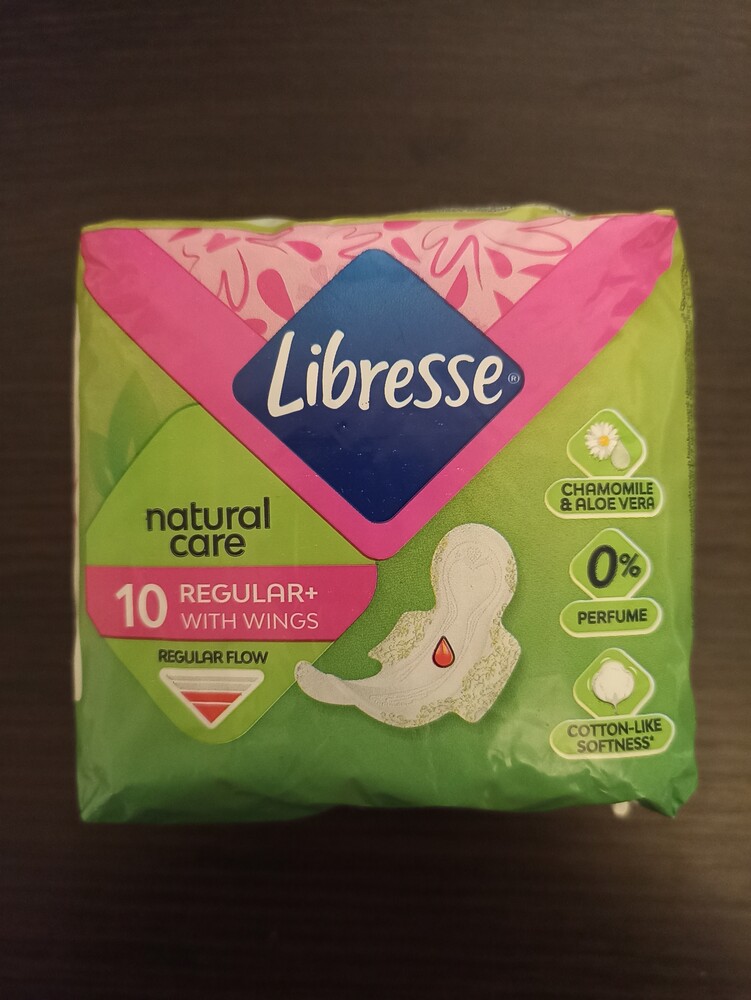 Libresse®
natural
care
10 REGULAR+
WITH WINGS
REGULAR FLOW
CHAMOMILE
& ALOE VERA
0%
PERFUME
COTTON-LIKE
SOFTNESS*